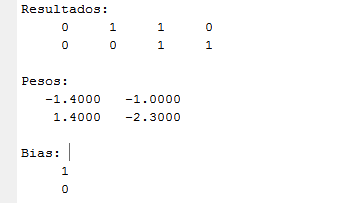 Resultados:
0 1 1 0
0 0 1 1
Pesos:
-1.4000 -1.0000
1.4000 -2.3000
Bias:
1
0